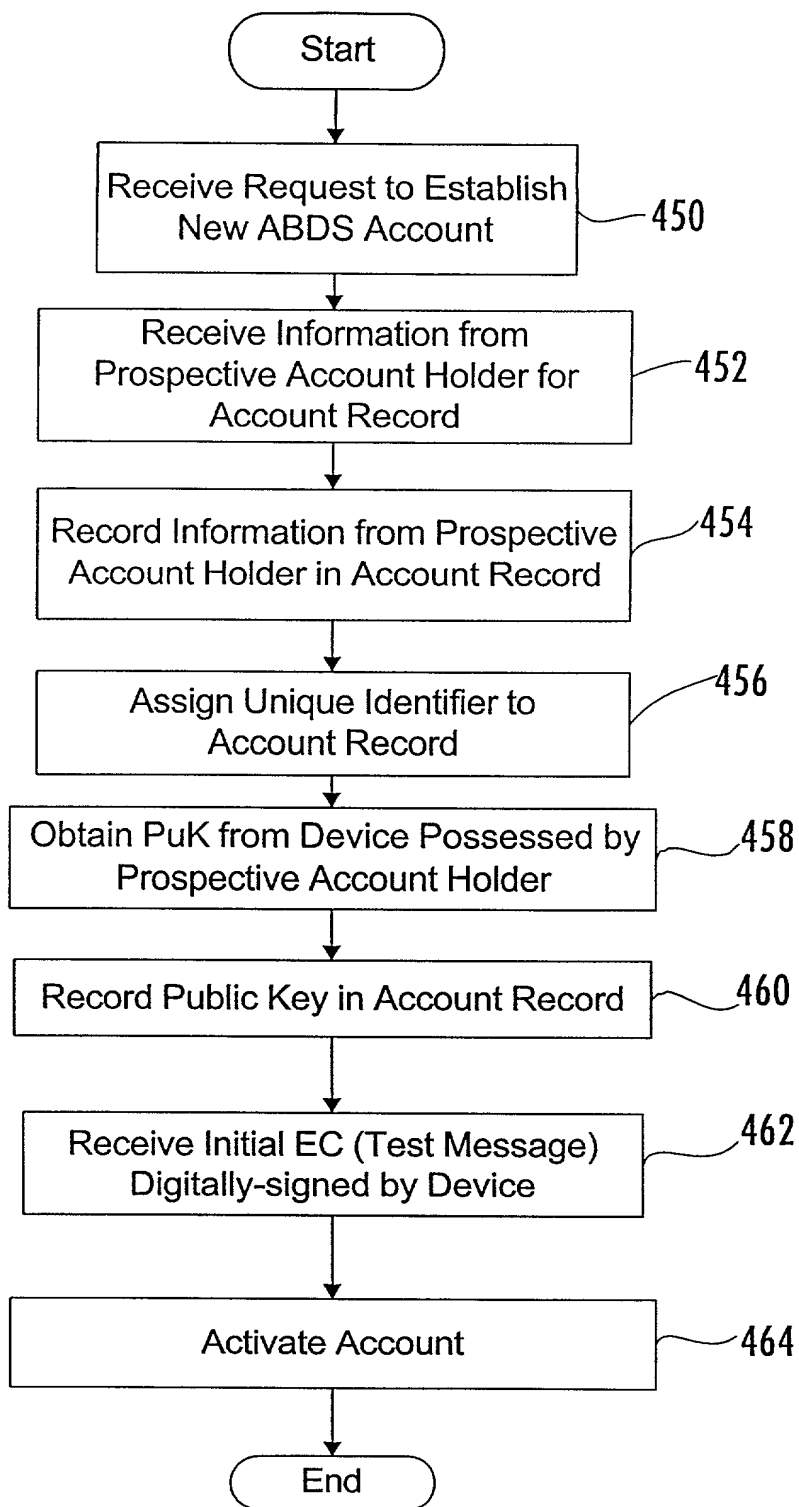 Start
Receive Request to Establish
New ABDS Account
450
Receive Information from
Prospective Account Holder for
Account Record
452
Record Information from Prospective
Account Holder in Account Record
454
Assign Unique Identifier to
Account Record
456
Obtain PuK from Device Possessed by
Prospective Account Holder
458
Record Public Key in Account Record
460
Receive Initial EC (Test Message)
Digitally-signed by Device
462
Activate Account
464
End